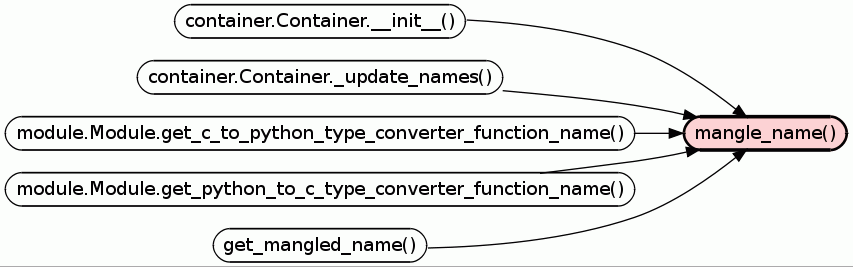 container.Container.__init__()
container.Container._update_names()
module.Module.get_c_to_python_type_converter_function_name()
mangle_name()
module.Module.get_python_to_c_type_converter_function_name()
get_mangled_name()